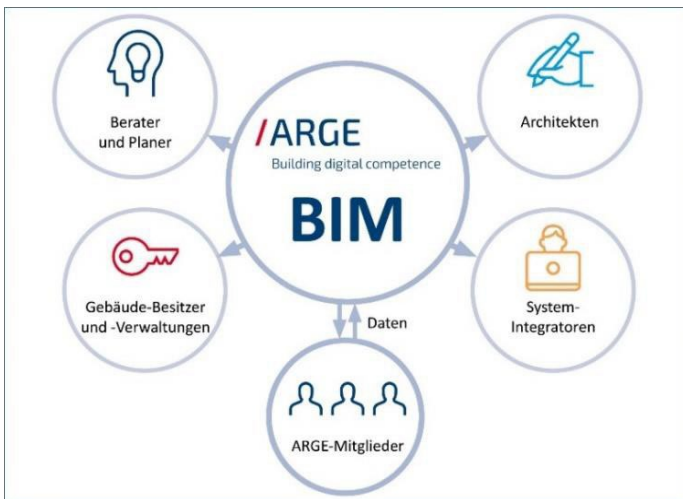 Berater
und Planer
/ARGE
Building digital competence
BIM
Architekten
Gebäude-Besitzer
und -Verwaltungen
System-
Integratoren
Daten
ARGE-Mitglieder